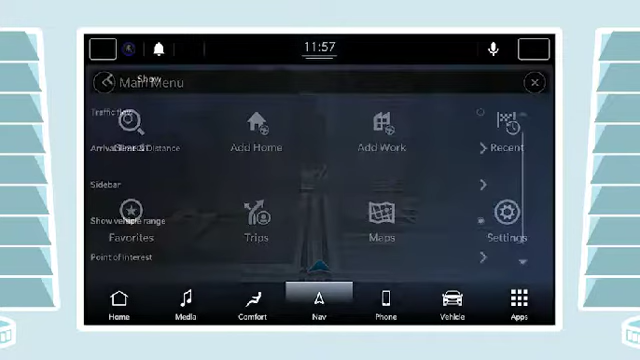 11:57
Show
Main Menu
Traffic flow
Add Home
Add Work
Recent
Arrival Time & Distance
Sidebar
Show vehicle range
Favorites
Trips
Maps
Settings
Point of interest
Home
Media
Comfort
Nav
Phone
Vehicle
Apps